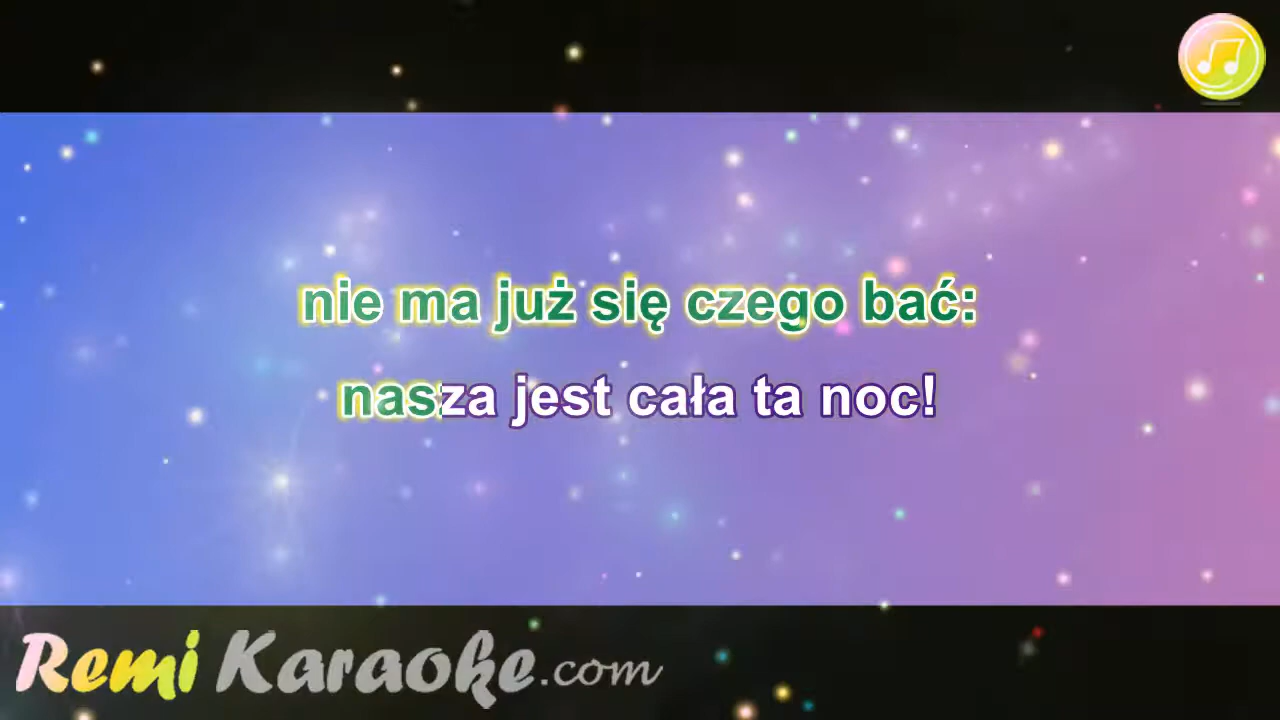 nie ma już się czego bać:
nasza jest cała ta noc!
Remi Karaoke.com